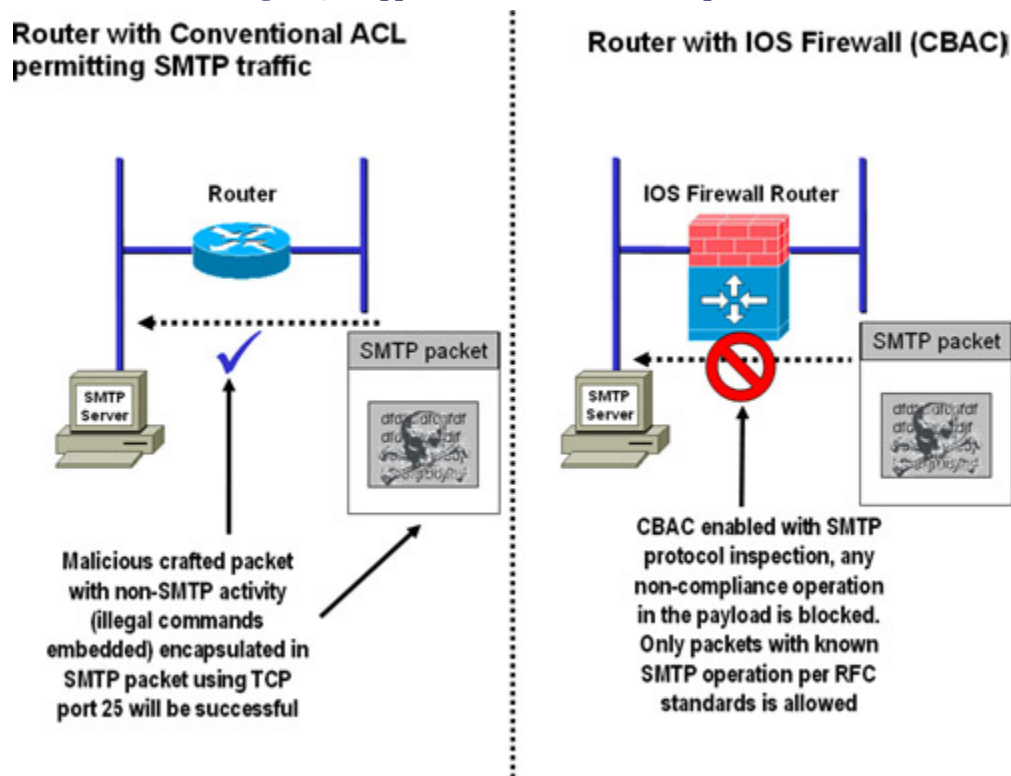 Router with Conventional ACL
permitting SMTP traffic
Router
SMTP packet
SMTP
Server
Malicious crafted packet
with non-SMTP activity
(illegal commands
embedded) encapsulated in
SMTP packet using TCP
port 25 will be successful
Router with IOS Firewall (CBAC)
IOS Firewall Router
SMTP packet
SMTP
Server
CBAC enabled with SMTP
protocol inspection, any
non-compliance operation
in the payload is blocked.
Only packets with known
SMTP operation per RFC
standards is allowed